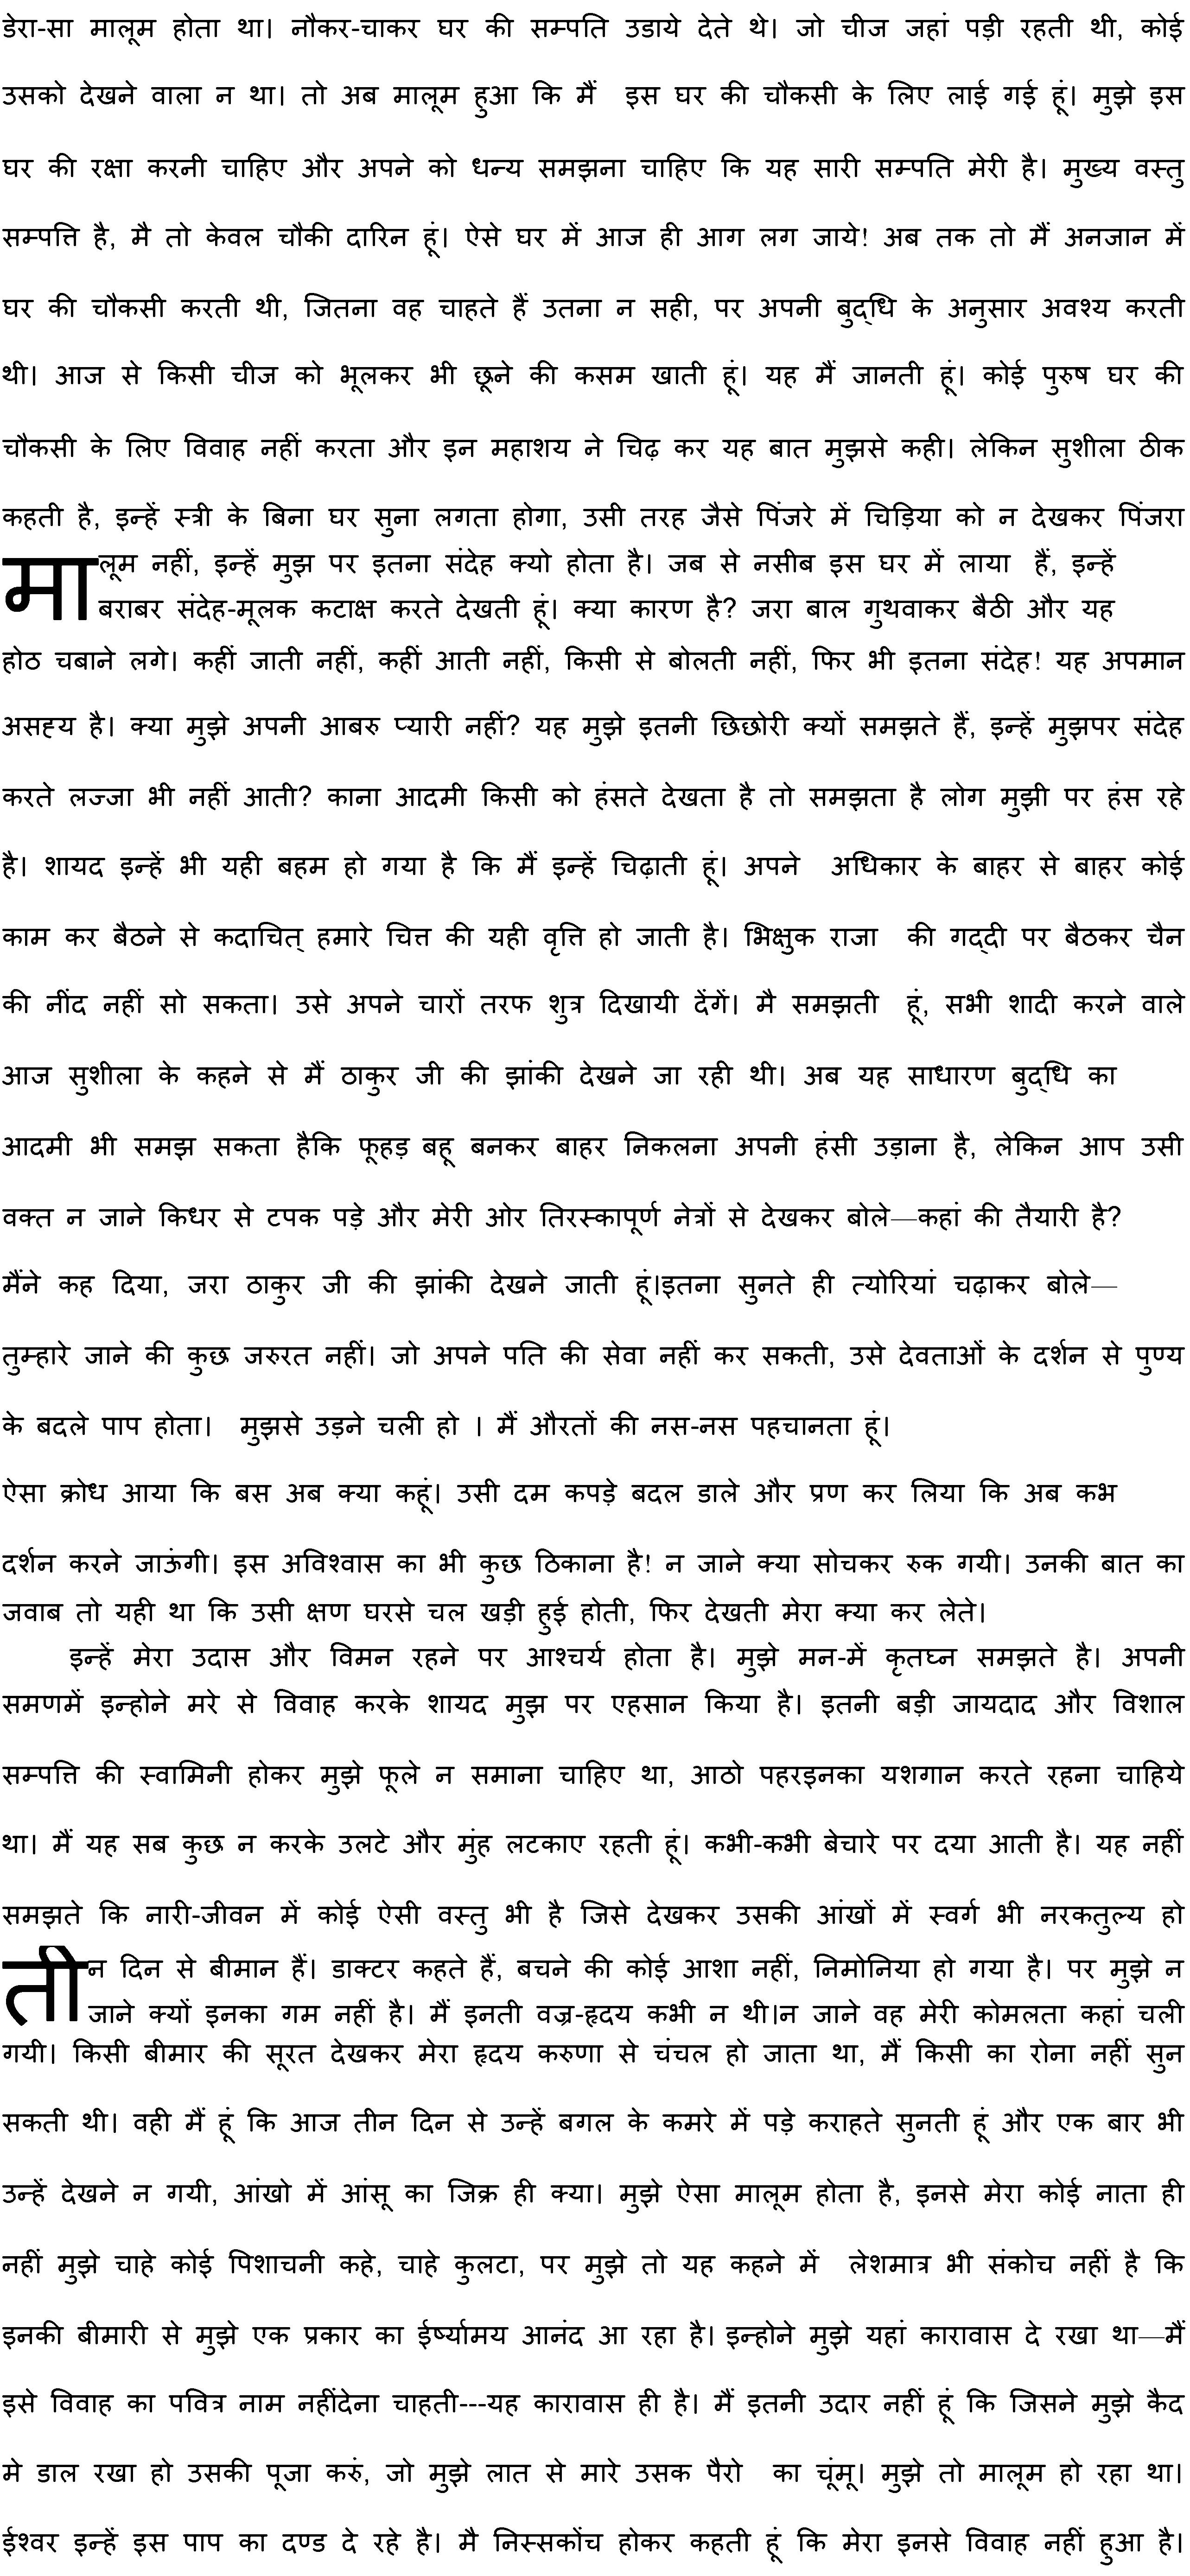 डेरा-सा मालूम होता था। नौकर-चाकर घर की सम्पति उडाये देते थे। जो चीज जहां पड़ी रहती थी, कोई
उसको देखने वाला न था। तो अब मालूम हुआ कि मैं इस घर की चौकसी के लिए लाई गई हूं। मुझे इस
घर की रक्षा करनी चाहिए और अपने को धन्य समझना चाहिए कि यह सारी सम्पति मेरी है। मुख्य वस्तु
सम्पत्ति है, मै तो केवल चौकी दारिन हूं। ऐसे घर में आज ही आग लग जाये! अब तक तो मैं अनजान में
घर की चौकसी करती थी, जितना वह चाहते हैं उतना न सही, पर अपनी बुद्धि के अनुसार अवश्य करती
थी। आज से किसी चीज को भूलकर भी छूने की कसम खाती हूं। यह मैं जानती हूं। कोई पुरुष घर की
चौकसी के लिए विवाह नहीं करता और इन महाशय ने चिढ़ कर यह बात मुझसे कही। लेकिन सुशीला ठीक
कहती है, इन्हें स्त्री के बिना घर सुना लगता होगा, उसी तरह जैसे पिंजरे में चिड़िया को न देखकर पिंजरा
मालूम नहीं, इन्हें मुझ पर इतना संदेह क्यो होता है। जब से नसीब इस घर में लाया हैं, इन्हें
बराबर संदेह-मूलक कटाक्ष करते देखती हूं। क्या कारण है? जरा बाल गुथवाकर बैठी और यह
होठ चबाने लगे। कहीं जाती नहीं, कहीं आती नहीं, किसी से बोलती नहीं, फिर भी इतना संदेह! यह अपमान
असह्य है। क्या मुझे अपनी आबरु प्यारी नहीं? यह मुझे इतनी छिछोरी क्यों समझते हैं, इन्हें मुझपर संदेह
करते लज्जा भी नहीं आती? काना आदमी किसी को हंसते देखता है तो समझता है लोग मुझी पर हंस रहे
है। शायद इन्हें भी यही बहम हो गया है कि मैं इन्हें चिढ़ाती हूं। अपने अधिकार के बाहर से बाहर कोई
काम कर बैठने से कदाचित् हमारे चित्त की यही वृत्ति हो जाती है। भिक्षुक राजा की गद्दी पर बैठकर चैन
की नींद नहीं सो सकता। उसे अपने चारों तरफ शुत्र दिखायी देंगें। मै समझती हूं, सभी शादी करने वाले
आज सुशीला के कहने से मैं ठाकुर जी की झांकी देखने जा रही थी। अब यह साधारण बुद्धि का
आदमी भी समझ सकता हैकि फूहड़ बहू बनकर बाहर निकलना अपनी हंसी उड़ाना है, लेकिन आप उसी
वक्त न जाने किधर से टपक पड़े और मेरी ओर तिरस्कापूर्ण नेत्रों से देखकर बोले—कहां की तैयारी है?
मैंने कह दिया, जरा ठाकुर जी की झांकी देखने जाती हूं।इतना सुनते ही त्योरियां चढ़ाकर बोले—
तुम्हारे जाने की कुछ जरुरत नहीं। जो अपने पति की सेवा नहीं कर सकती, उसे देवताओं के दर्शन से पुण्य
के बदले पाप होता। मुझसे उड़ने चली हो । मैं औरतों की नस-नस पहचानता हूं।
ऐसा क्रोध आया कि बस अब क्या कहूं। उसी दम कपड़े बदल डाले और प्रण कर लिया कि अब कभ
दर्शन करने जाऊंगी। इस अविश्वास का भी कुछ ठिकाना है! न जाने क्या सोचकर रुक गयी। उनकी बात का
जवाब तो यही था कि उसी क्षण घरसे चल खड़ी हुई होती, फिर देखती मेरा क्या कर लेते।
इन्हें मेरा उदास और विमन रहने पर आश्चर्य होता है। मुझे मन-में कृतघ्न समझते है। अपनी
समणमें इन्होने मरे से विवाह करके शायद मुझ पर एहसान किया है। इतनी बड़ी जायदाद और विशाल
सम्पत्ति की स्वामिनी होकर मुझे फूले न समाना चाहिए था, आठो पहरइनका यशगान करते रहना चाहिये
था। मैं यह सब कुछ न करके उलटे और मुंह लटकाए रहती हूं। कभी-कभी बेचारे पर दया आती है। यह नहीं
समझते कि नारी-जीवन में कोई ऐसी वस्तु भी है जिसे देखकर उसकी आंखों में स्वर्ग भी नरकतुल्य हो
तीन दिन से बीमान हैं। डाक्टर कहते हैं, बचने की कोई आशा नहीं, निमोनिया हो गया है। पर मुझे न
जाने क्यों इनका गम नहीं है। मैं इनती वज्र-हृदय कभी न थी।न जाने वह मेरी कोमलता कहां चली
गयी। किसी बीमार की सूरत देखकर मेरा हृदय करुणा से चंचल हो जाता था, मैं किसी का रोना नहीं सुन
सकती थी। वही मैं हूं कि आज तीन दिन से उन्हें बगल के कमरे में पड़े कराहते सुनती हूं और एक बार भी
उन्हें देखने न गयी, आंखो में आंसू का जिक्र ही क्या। मुझे ऐसा मालूम होता है, इनसे मेरा कोई नाता ही
नहीं मुझे चाहे कोई पिशाचनी कहे, चाहे कुलटा, पर मुझे तो यह कहने में लेशमात्र भी संकोच नहीं है कि
इनकी बीमारी से मुझे एक प्रकार का ईर्ष्यामय आनंद आ रहा है। इन्होने मुझे यहां कारावास दे रखा था—मैं
इसे विवाह का पवित्र नाम नहींदेना चाहती---यह कारावास ही है। मैं इतनी उदार नहीं हूं कि जिसने मुझे कैद
मे डाल रखा हो उसकी पूजा करुं, जो मुझे लात से मारे उसक पैरो का चूंमू। मुझे तो मालूम हो रहा था।
ईश्वर इन्हें इस पाप का दण्ड दे रहे है। मै निस्सकोंच होकर कहती हूं कि मेरा इनसे विवाह नहीं हुआ है।